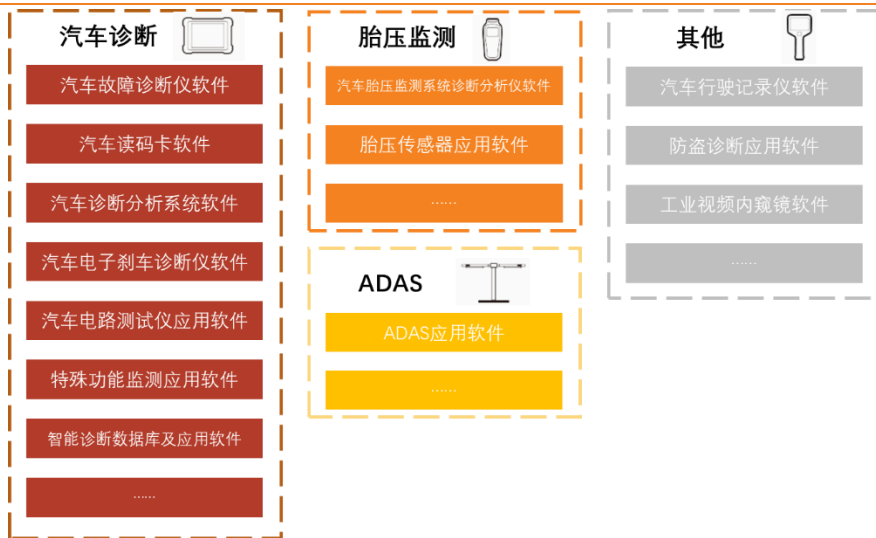 汽车诊断
汽车故障诊断仪软件
汽车读码卡软件
汽车诊断分析系统软件
汽车电子刹车诊断仪软件
汽车电路测试仪应用软件
特殊功能监测应用软件
智能诊断数据库及应用软件
......
胎压监测
汽车胎压监测系统诊断分析仪软件
胎压传感器应用软件
......
ADAS
ADAS应用软件
......
其他
汽车行驶记录仪软件
防盗诊断应用软件
工业视频内窥镜软件
......